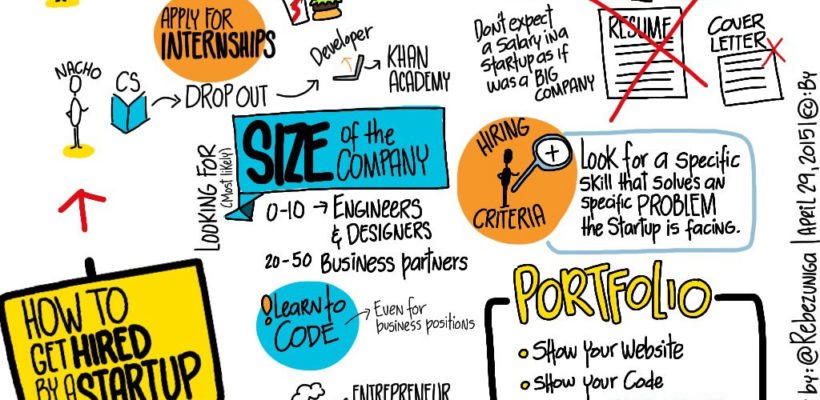 APPLY FOR
INTERNSHIPS
NACHO
CS
DROP OUT
Developer
KHAN
ACADEMY
Don't expect
a Salary in a
Startup as if
was a BIG
COMPANY
RESUME
COVER
LETTER
LOOKING FOR
(Most likely)
SIZE of the
COMPANY
0-10 → ENGINEERS
& DESIGNERS
20-50 Business partners
HIRING
CRITERIA
Look for a specific
skill that solves an
specific PROBLEM
the Startup is facing.
! Learn to
CODE
Even for
business positions
HOW TO
GET HIRED
BY A STARTUP
PORTFOLIO
• Show Your Website
• Show your Code
ENTREPRENEUR
by: @Rebezuniga | April 29, 2015 | @: By